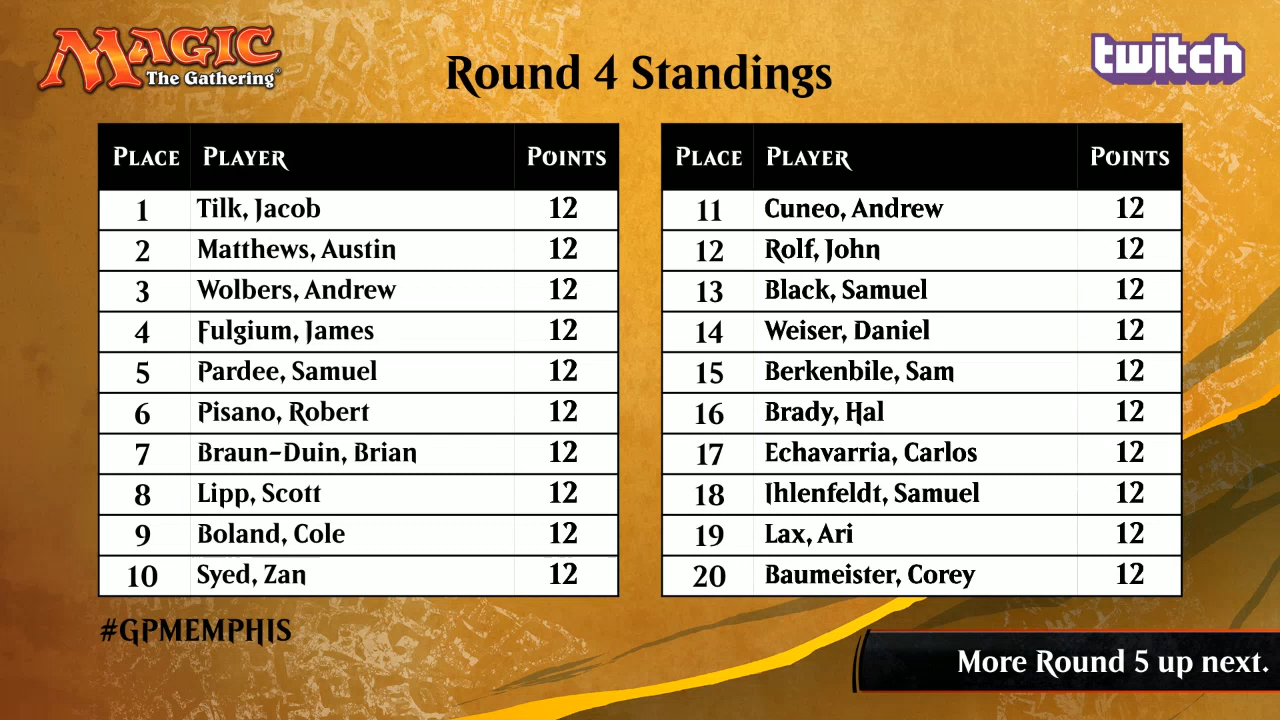 MAGIC
The Gathering®
twitch
Round 4 Standings
Place Player Points
1 Tilk, Jacob 12
2 Matthews, Austin 12
3 Wolbers, Andrew 12
4 Fulgium, James 12
5 Pardee, Samuel 12
6 Pisano, Robert 12
7 Braun-Duin, Brian 12
8 Lipp, Scott 12
9 Boland, Cole 12
10 Syed, Zan 12
Place Player Points
11 Cuneo, Andrew 12
12 Rolf, John 12
13 Black, Samuel 12
14 Weiser, Daniel 12
15 Berkenbile, Sam 12
16 Brady, Hal 12
17 Echavarria, Carlos 12
18 Ihlenfeldt, Samuel 12
19 Lax, Ari 12
20 Baumeister, Corey 12
#GPMEMPHIS
More Round 5 up next.